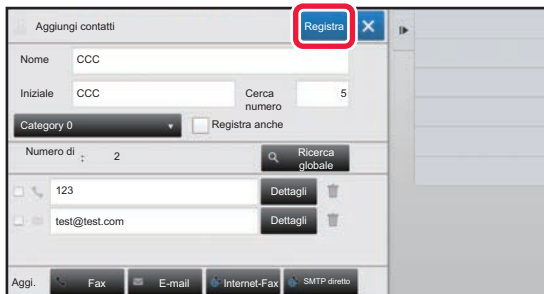 Aggiungi contatti Registra
Nome CCC
Iniziale CCC Cerca numero 5
Category 0 Registra anche
Numero di : 2 Ricerca globale
123 Dettagli
test@test.com Dettagli
Aggi. Fax E-mail Internet-Fax SMTP diretto